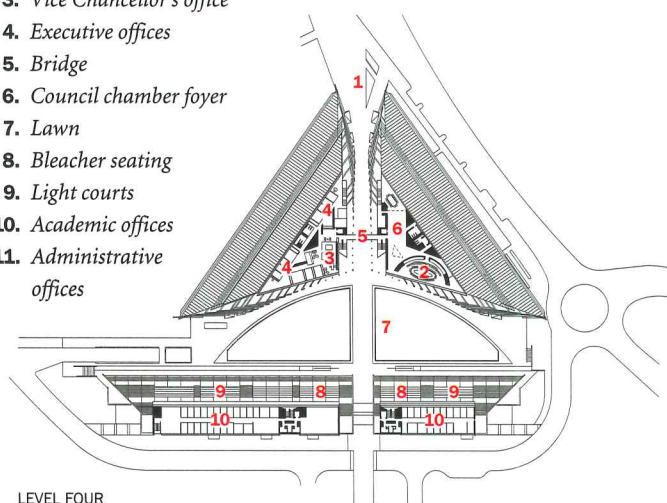 3. Vice Chancellor's office
4. Executive offices
5. Bridge
6. Council chamber foyer
7. Lawn
8. Bleacher seating
9. Light courts
10. Academic offices
11. Administrative
offices
1
4
6
5
3
4
2
7
9
8
8
9
10
10
LEVEL FOUR